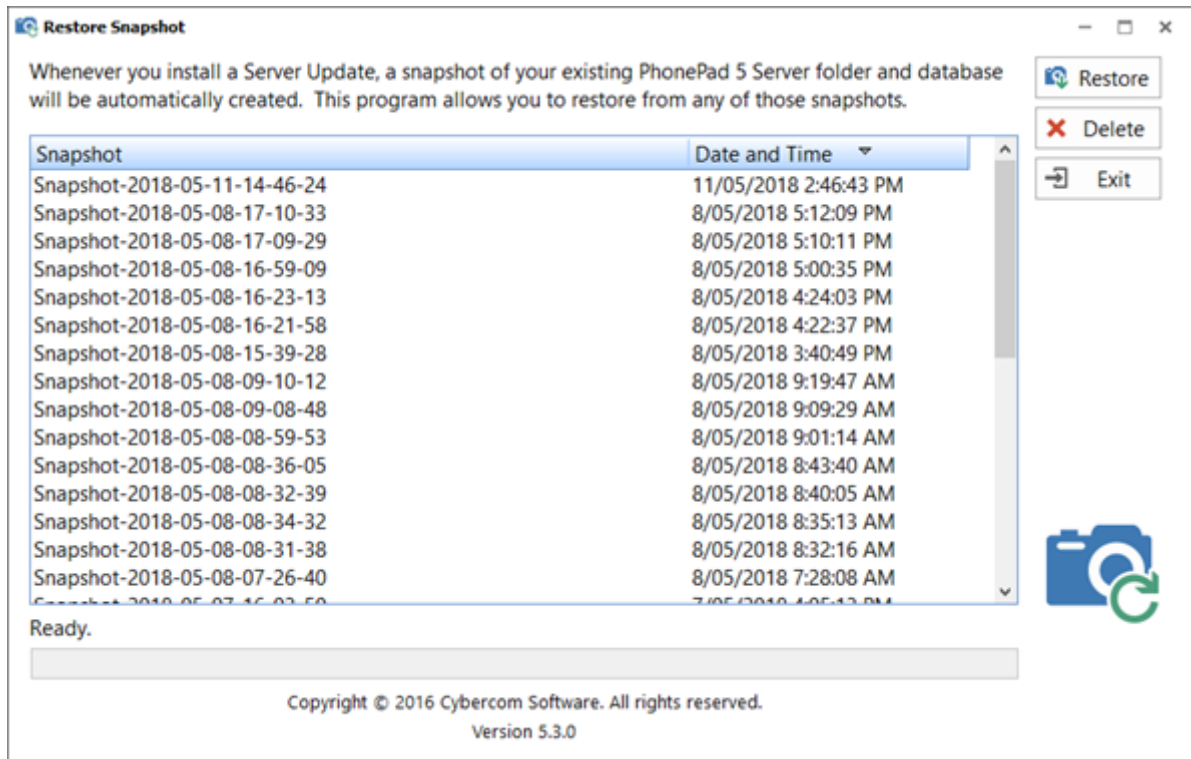 Restore Snapshot
Whenever you install a Server Update, a snapshot of your existing PhonePad 5 Server folder and database
will be automatically created. This program allows you to restore from any of those snapshots.
Restore
Delete
Exit
Snapshot Date and Time
Snapshot-2018-05-11-14-46-24 11/05/2018 2:46:43 PM
Snapshot-2018-05-08-17-10-33 8/05/2018 5:12:09 PM
Snapshot-2018-05-08-17-09-29 8/05/2018 5:10:11 PM
Snapshot-2018-05-08-16-59-09 8/05/2018 5:00:35 PM
Snapshot-2018-05-08-16-23-13 8/05/2018 4:24:03 PM
Snapshot-2018-05-08-16-21-58 8/05/2018 4:22:37 PM
Snapshot-2018-05-08-15-39-28 8/05/2018 3:40:49 PM
Snapshot-2018-05-08-09-10-12 8/05/2018 9:19:47 AM
Snapshot-2018-05-08-09-08-48 8/05/2018 9:09:29 AM
Snapshot-2018-05-08-08-59-53 8/05/2018 9:01:14 AM
Snapshot-2018-05-08-08-36-05 8/05/2018 8:43:40 AM
Snapshot-2018-05-08-08-32-39 8/05/2018 8:40:05 AM
Snapshot-2018-05-08-08-34-32 8/05/2018 8:35:13 AM
Snapshot-2018-05-08-08-31-38 8/05/2018 8:32:16 AM
Snapshot-2018-05-08-07-26-40 8/05/2018 7:28:08 AM
Ready.
Copyright © 2016 Cybercom Software. All rights reserved.
Version 5.3.0